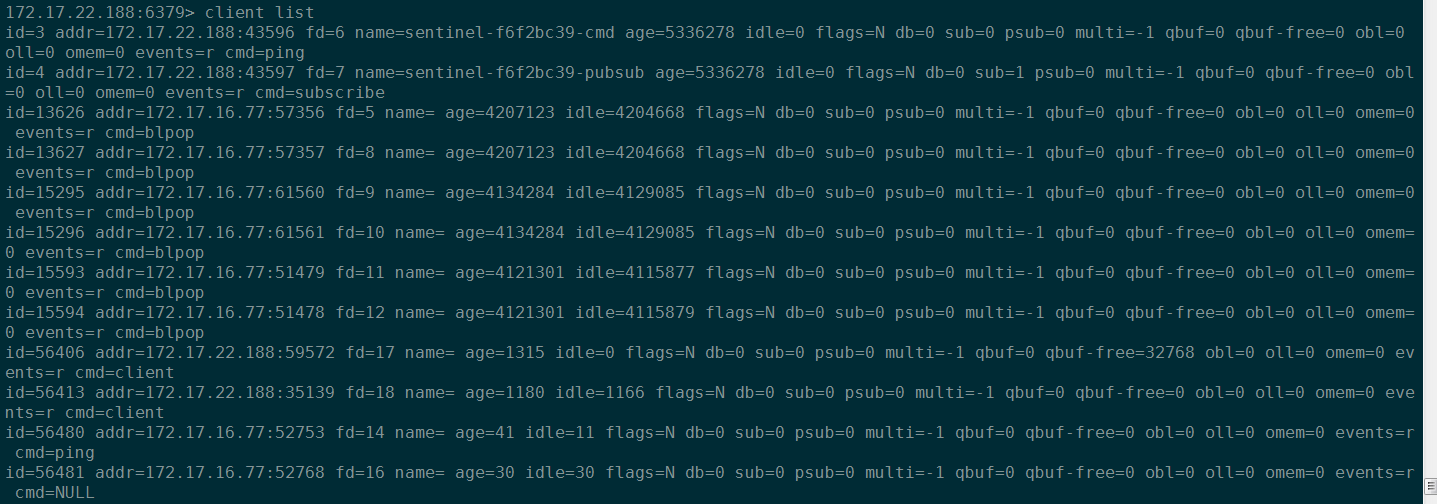 172.17.22.188:6379> client list
id=3 addr=172.17.22.188:43596 fd=6 name=sentinel-f6f2bc39-cmd age=5336278 idle=0 flags=N db=0 sub=0 psub=0 multi=-1 qbuf=0 qbuf-free=0 obl=0
oll=0 omem=0 events=r cmd=ping
id=4 addr=172.17.22.188:43597 fd=7 name=sentinel-f6f2bc39-pubsub age=5336278 idle=0 flags=N db=0 sub=1 psub=0 multi=-1 qbuf=0 qbuf-free=0 obl
=0 oll=0 omem=0 events=r cmd=subscribe
id=13626 addr=172.17.16.77:57356 fd=5 name= age=4207123 idle=4204668 flags=N db=0 sub=0 psub=0 multi=-1 qbuf=0 qbuf-free=0 obl=0 oll=0 omem=0
events=r cmd=blpop
id=13627 addr=172.17.16.77:57357 fd=8 name= age=4207123 idle=4204668 flags=N db=0 sub=0 psub=0 multi=-1 qbuf=0 qbuf-free=0 obl=0 oll=0 omem=0
events=r cmd=blpop
id=15295 addr=172.17.16.77:61560 fd=9 name= age=4134284 idle=4129085 flags=N db=0 sub=0 psub=0 multi=-1 qbuf=0 qbuf-free=0 obl=0 oll=0 omem=0
events=r cmd=blpop
id=15296 addr=172.17.16.77:61561 fd=10 name= age=4134284 idle=4129085 flags=N db=0 sub=0 psub=0 multi=-1 qbuf=0 qbuf-free=0 obl=0 oll=0 omem=
0 events=r cmd=blpop
id=15593 addr=172.17.16.77:51479 fd=11 name= age=4121301 idle=4115877 flags=N db=0 sub=0 psub=0 multi=-1 qbuf=0 qbuf-free=0 obl=0 oll=0 omem=
0 events=r cmd=blpop
id=15594 addr=172.17.16.77:51478 fd=12 name= age=4121301 idle=4115879 flags=N db=0 sub=0 psub=0 multi=-1 qbuf=0 qbuf-free=0 obl=0 oll=0 omem=
0 events=r cmd=blpop
id=56406 addr=172.17.22.188:59572 fd=17 name= age=1315 idle=0 flags=N db=0 sub=0 psub=0 multi=-1 qbuf=0 qbuf-free=32768 obl=0 oll=0 omem=0 ev
ents=r cmd=client
id=56413 addr=172.17.22.188:35139 fd=18 name= age=1180 idle=1166 flags=N db=0 sub=0 psub=0 multi=-1 qbuf=0 qbuf-free=0 obl=0 oll=0 omem=0 eve
nts=r cmd=client
id=56480 addr=172.17.16.77:52753 fd=14 name= age=41 idle=11 flags=N db=0 sub=0 psub=0 multi=-1 qbuf=0 qbuf-free=0 obl=0 oll=0 omem=0 events=r
cmd=ping
id=56481 addr=172.17.16.77:52768 fd=16 name= age=30 idle=30 flags=N db=0 sub=0 psub=0 multi=-1 qbuf=0 qbuf-free=0 obl=0 oll=0 omem=0 events=r
cmd=NULL